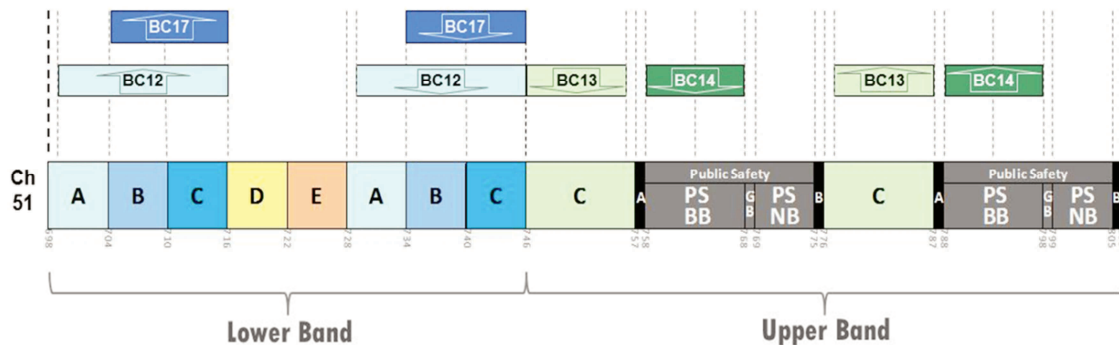 BC17 BC17
BC12 BC12 BC13 BC14 BC13 BC14
Ch 51
A B C D E A B C C A Public Safety PS BB GB PS NB B C A Public Safety PS BB GB PS NB B
698 704 710 716 722 728 734 740 746 757 758 768 769 775 776 787 788 798 799 805
Lower Band Upper Band